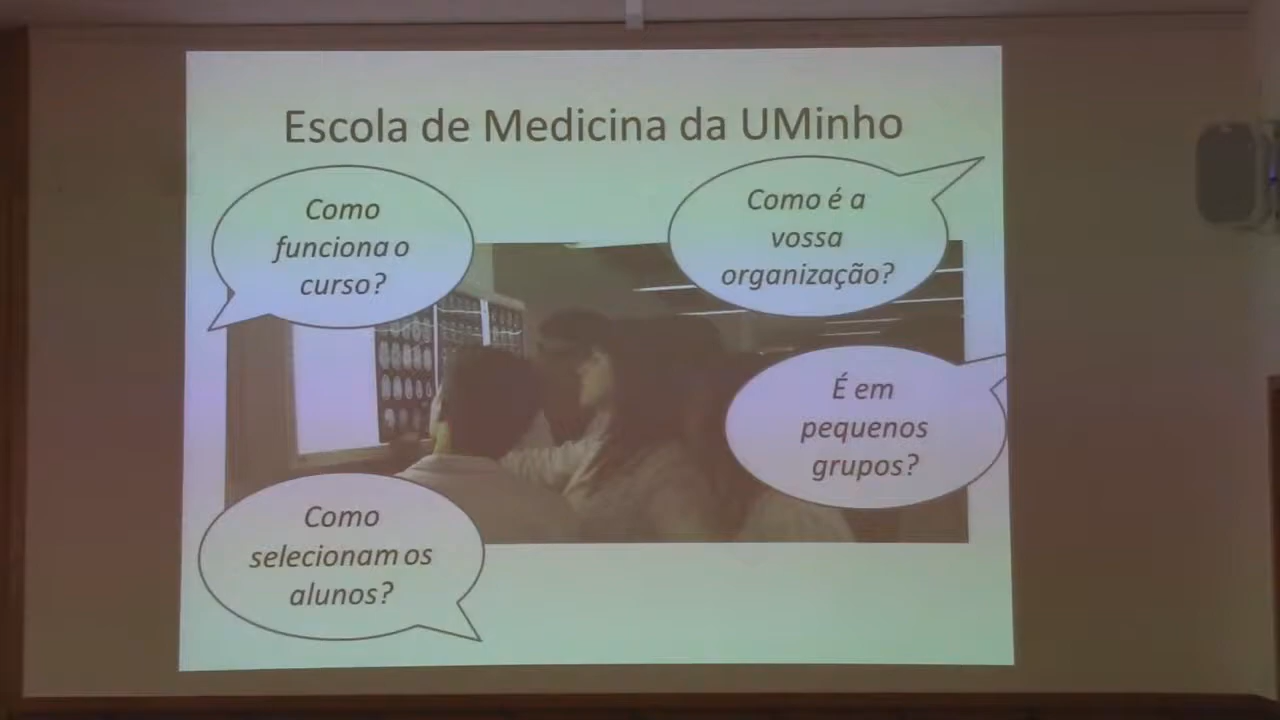 Escola de Medicina da UMinho
Como
funciona o
curso?
Como é a
vossa
organização?
É em
pequenos
grupos?
Como
selecionam os
alunos?